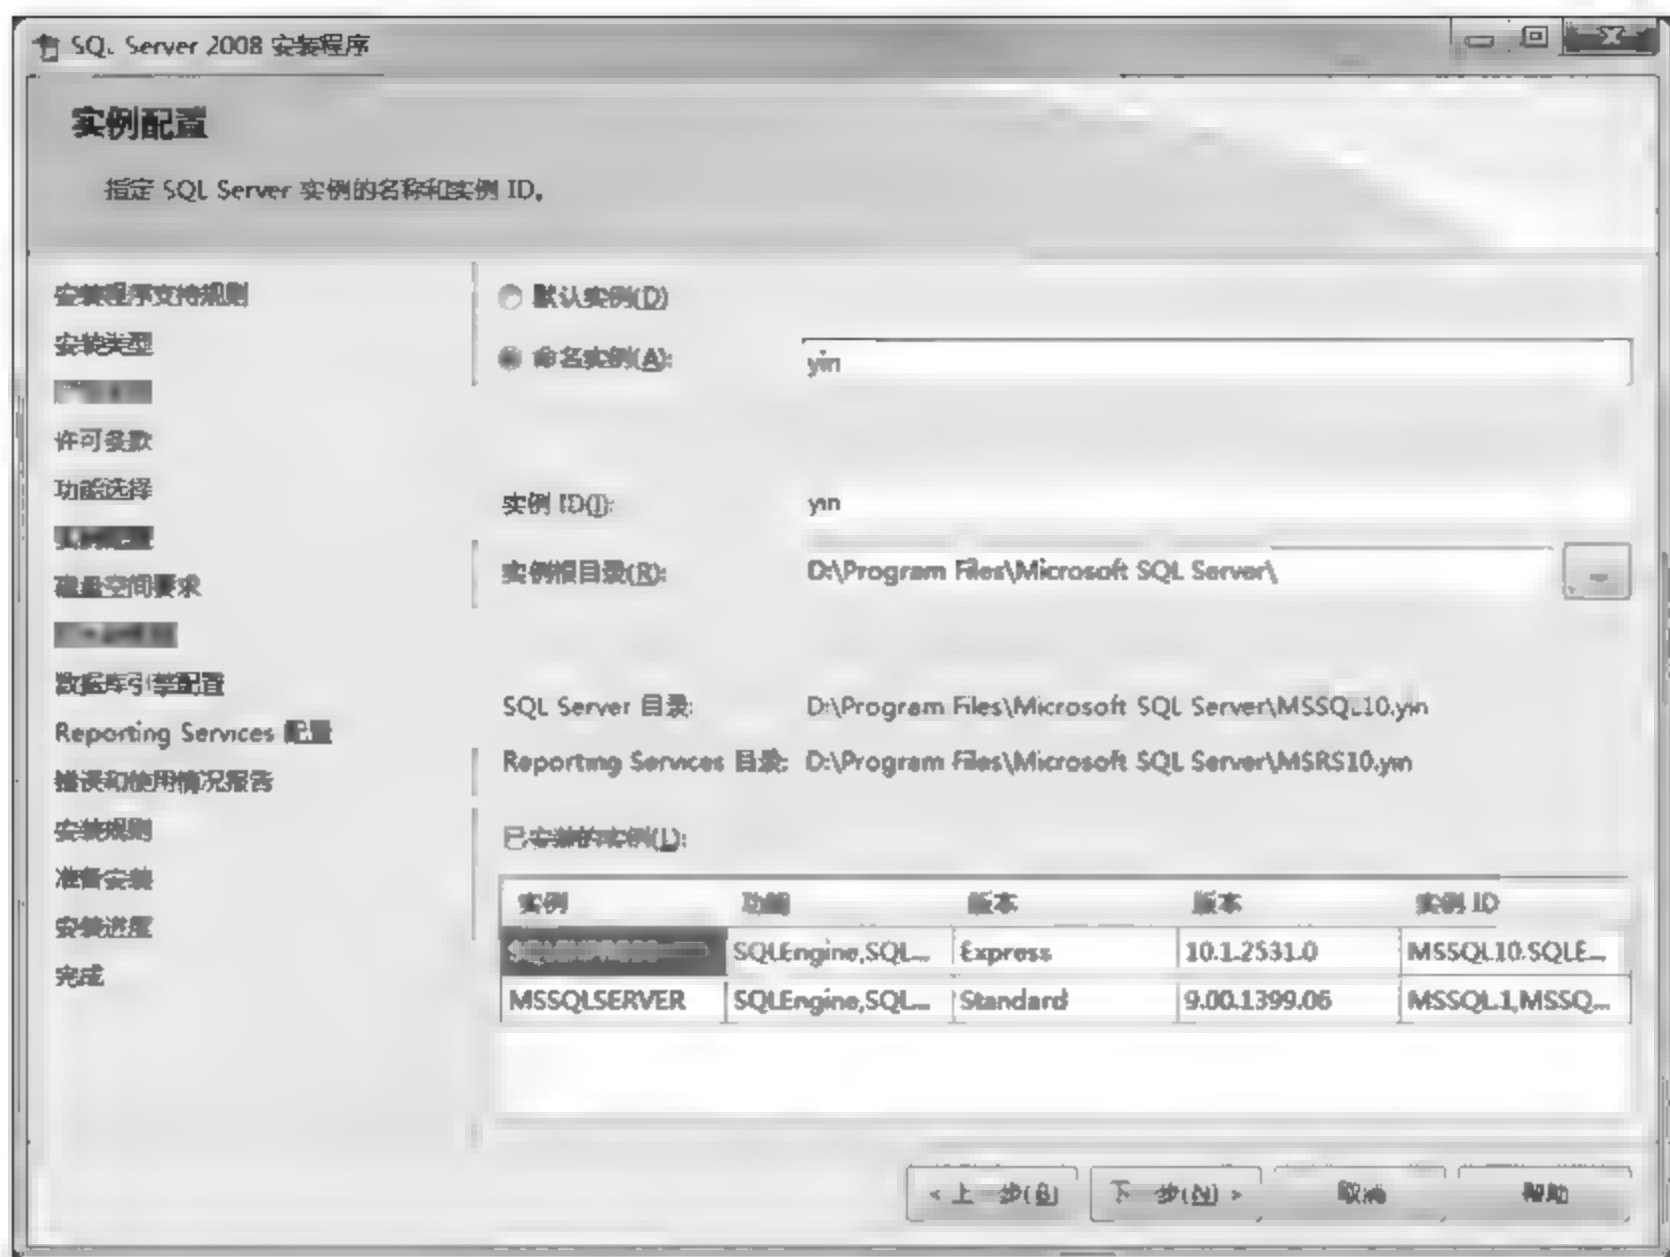 SQL Server 2008 安装程序
实例配置
指定 SQL Server 实例的名称和实例 ID。
安装程序支持规则
安装类型
许可条款
功能选择
磁盘空间要求
数据库引擎配置
Reporting Services 配置
错误和使用情况报告
安装规则
准备安装
安装进度
完成
默认实例(D)
命名实例(A): yin
实例 ID(I): yin
实例根目录(R): D:\Program Files\Microsoft SQL Server\
SQL Server 目录: D:\Program Files\Microsoft SQL Server\MSSQL10.yin
Reporting Services 目录: D:\Program Files\Microsoft SQL Server\MSRS10.yin
已安装的实例(L):
实例 功能 版本 版本 实例 ID
SQLEngine,SQL... Express 10.1.2531.0 MSSQL10.SQLE...
MSSQLSERVER SQLEngine,SQL... Standard 9.00.1399.06 MSSQL.1,MSSQ...
< 上一步(B) 下一步(N) > 取消 帮助